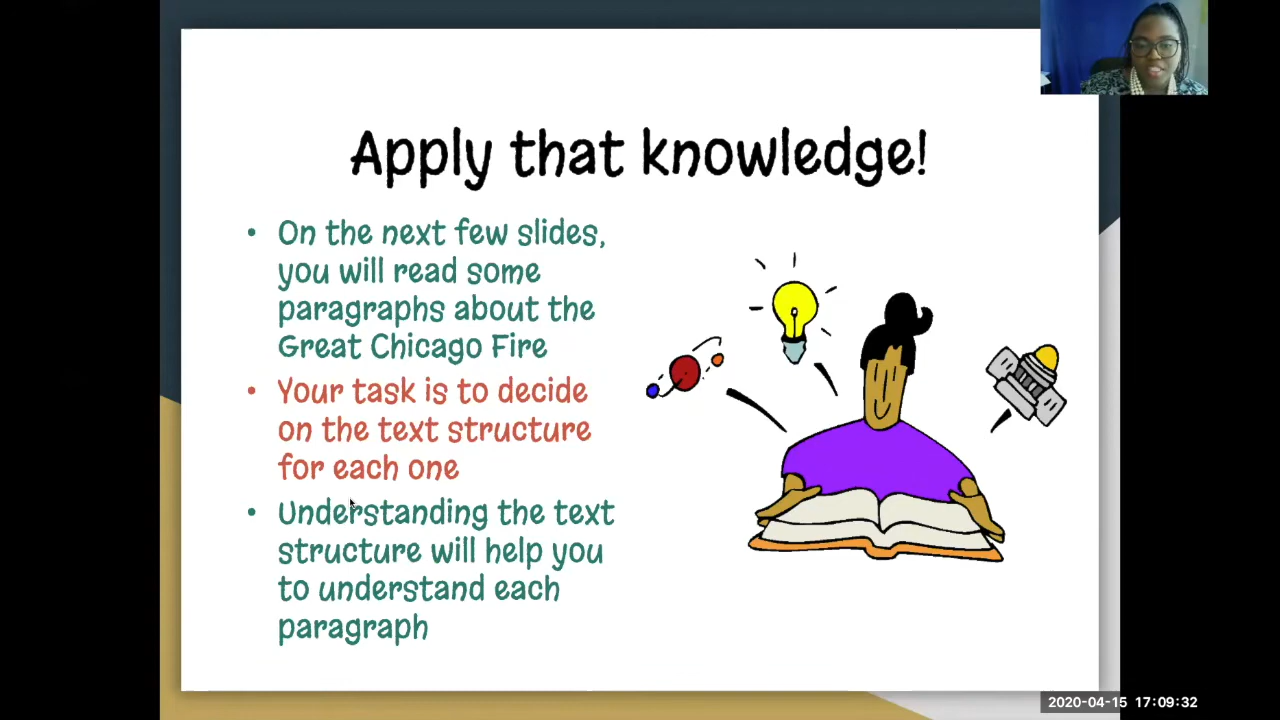 Apply that knowledge!
• On the next few slides,
you will read some
paragraphs about the
Great Chicago Fire
• Your task is to decide
on the text structure
for each one
• Understanding the text
structure will help you
to understand each
paragraph
2020-04-15 17:09:32